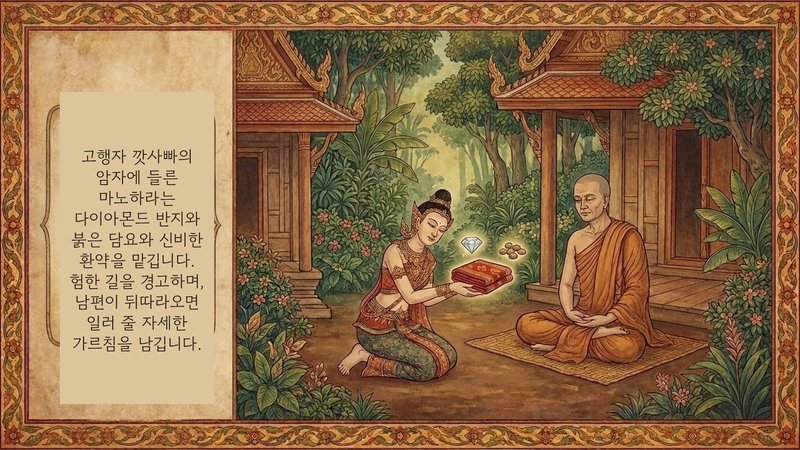 고행자 깟사빠의
암자에 들른
마노하라는
다이아몬드 반지와
붉은 담요와 신비한
환약을 맡깁니다.
험한 길을 경고하며,
남편이 뒤따라오면
일러 줄 자세한
가르침을 남깁니다.